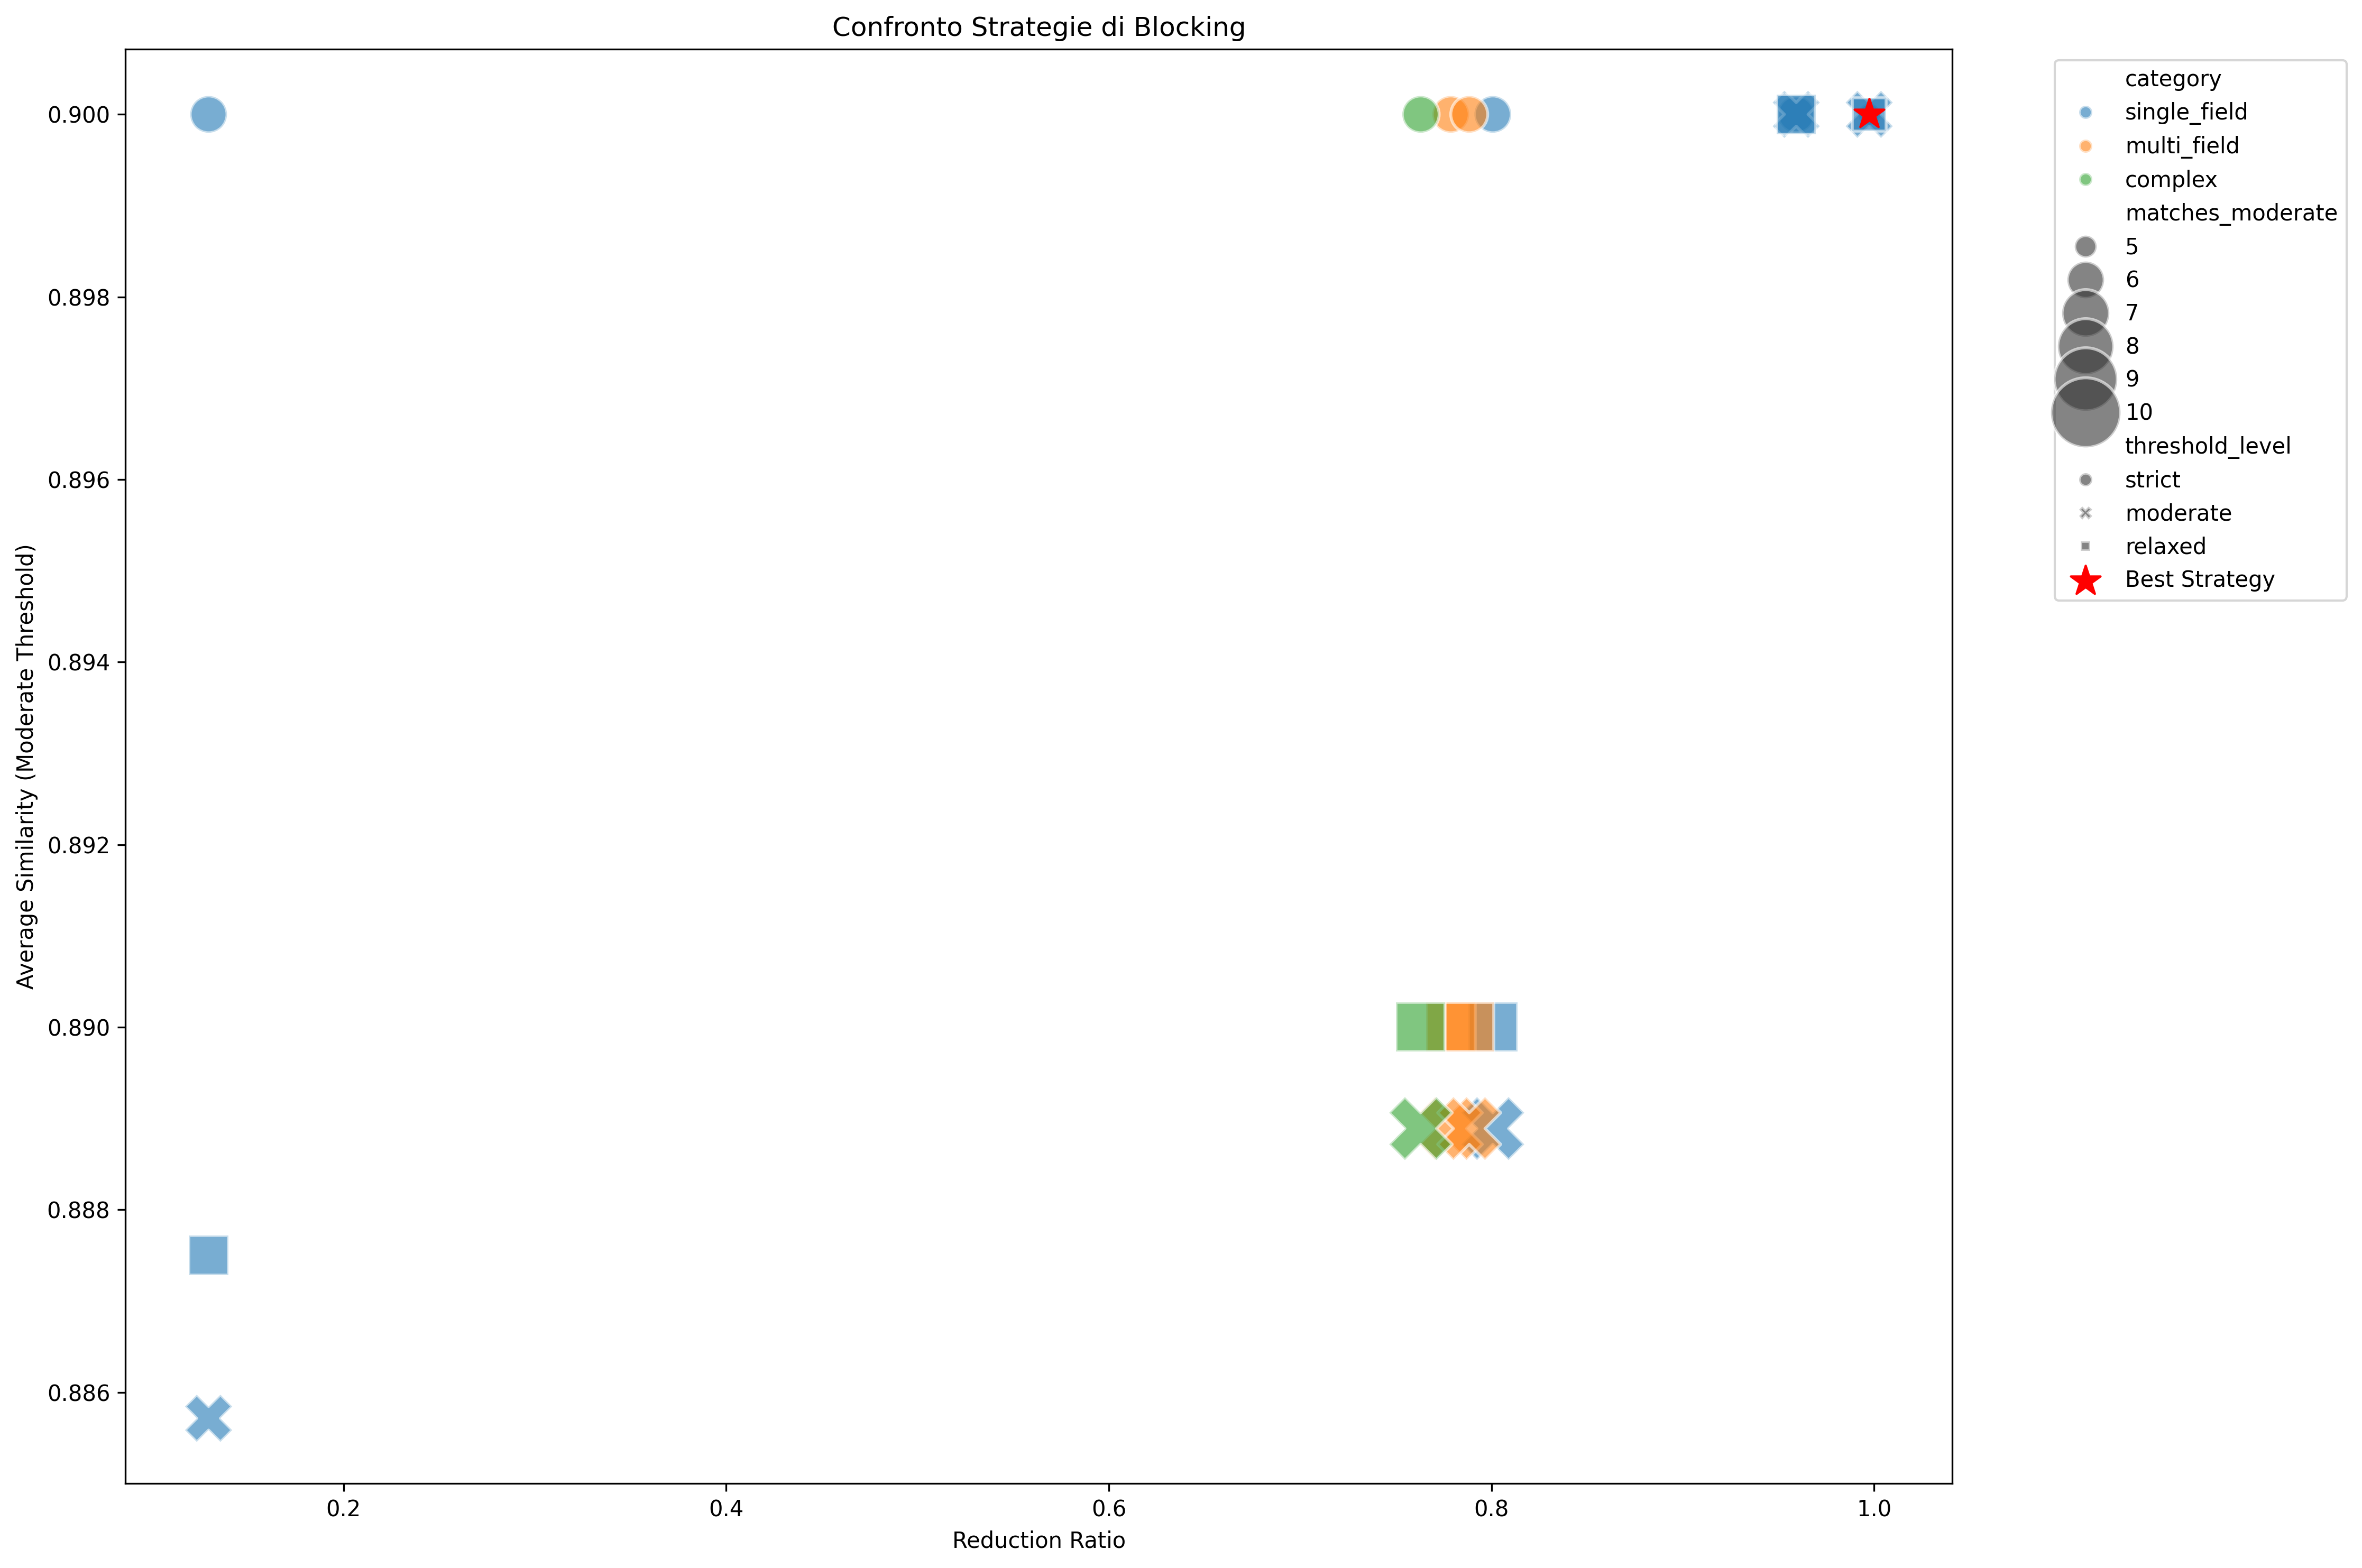 Confronto Strategie di Blocking
Average Similarity (Moderate Threshold)
0.900
0.898
0.896
0.894
0.892
0.890
0.888
0.886
0.2
0.4
0.6
0.8
1.0
Reduction Ratio
category
single_field
multi_field
complex
matches_moderate
5
6
7
8
9
10
threshold_level
strict
moderate
relaxed
Best Strategy